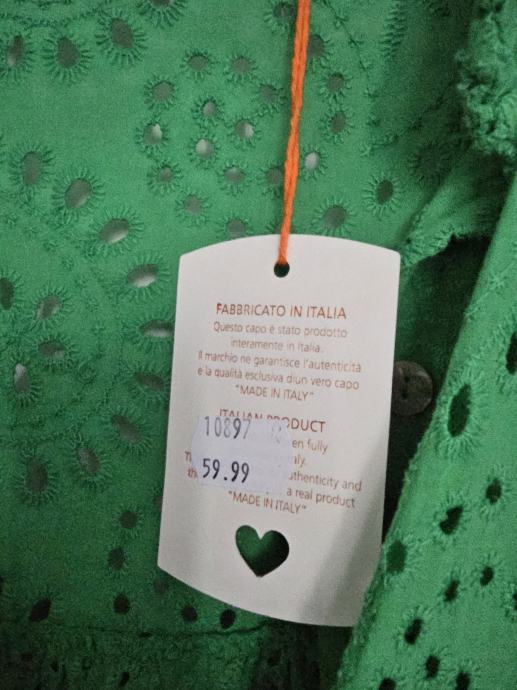 FABBRICATO IN ITALIA
Questo capo è stato prodotto
interamente in Italia.
Il marchio ne garantisce l'autenticità
e la qualità esclusiva diun vero capo
"MADE IN ITALY"
ITALIAN PRODUCT
10897
en fully
aly.
59.99
uthenticity and
a real product
"MADE IN ITALY"